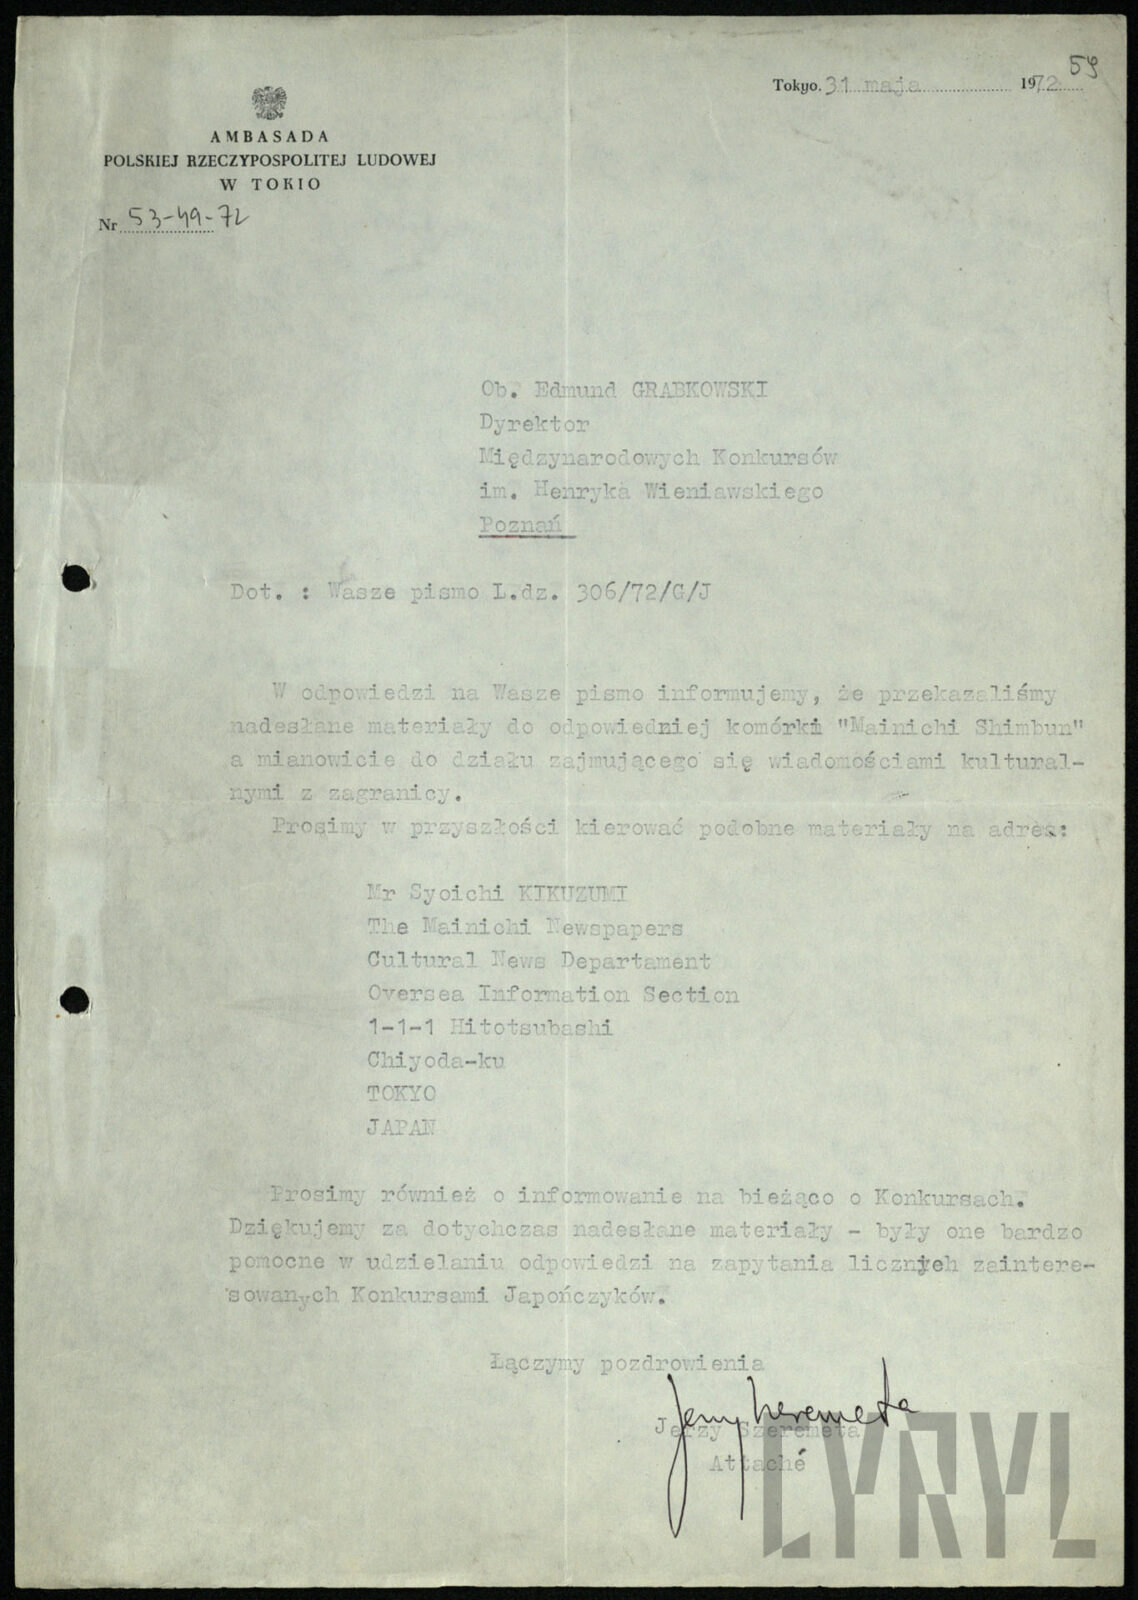 59
Tokyo. 31 maja 1972
AMBASADA
POLSKIEJ RZECZYPOSPOLITEJ LUDOWEJ
W TOKIO
Nr 53-49-72
Ob. Edmund GRABKOWSKI
Dyrektor
Międzynarodowych Konkursów
im. Henryka Wieniawskiego
Poznań
Dot. : Wasze pismo L.dz. 306/72/G/J
W odpowiedzi na Wasze pismo informujemy, że przekazaliśmy
nadesłane materiały do odpowiedniej komórki "Mainichi Shimbun"
a mianowicie do działu zajmującego się wiadomościami kultural-
nymi z zagranicy.
Prosimy w przyszłości kierować podobne materiały na adres:
Mr Syoichi KIKUZUMI
The Mainichi Newspapers
Cultural News Departament
Oversea Information Section
1-1-1 Hitotsubashi
Chiyoda-ku
TOKYO
JAPAN
Prosimy również o informowanie na bieżąco o Konkursach.
Dziękujemy za dotychczas nadesłane materiały - były one bardzo
pomocne w udzielaniu odpowiedzi na zapytania licznych zaintere-
sowanych Konkursami Japończyków.
Łączymy pozdrowienia
Jerzy Szeremeta
Jerzy Szeremeta
Attaché
CYRYL